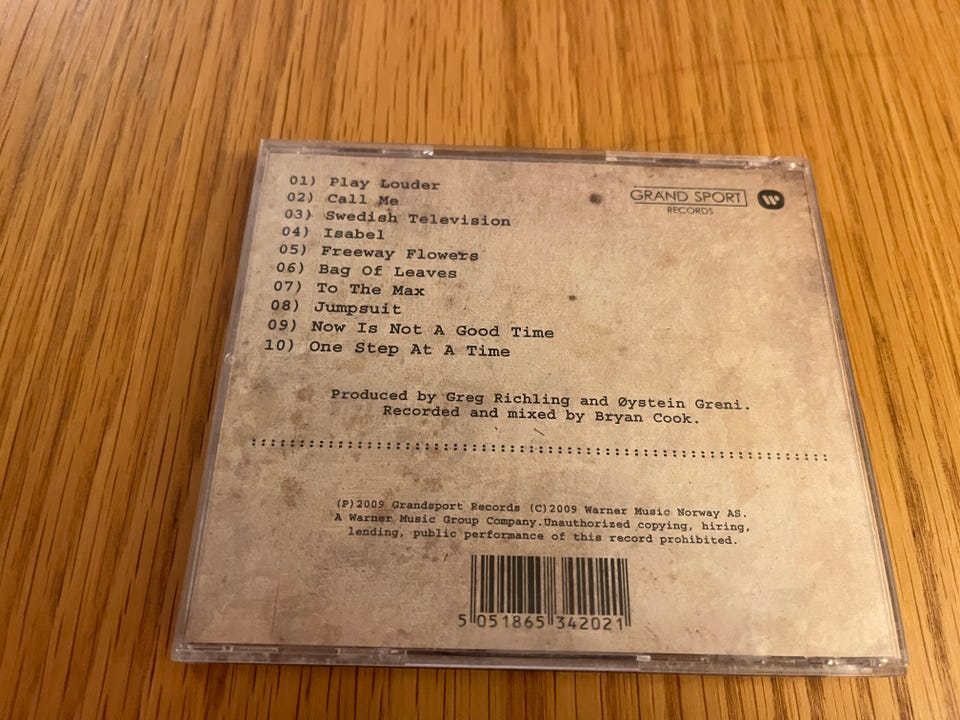 01) Play Louder
02) Call Me
03) Swedish Television
04) Isabel
05) Freeway Flowers
06) Bag Of Leaves
07) To The Max
08) Jumpsuit
09) Now Is Not A Good Time
10) One Step At A Time
GRAND SPORT
RECORDS
Produced by Greg Richling and Øystein Greni.
Recorded and mixed by Bryan Cook.
(P)2009 Grandsport Records (C)2009 Warner Music Norway AS.
A Warner Music Group Company.Unauthorized copying, hiring,
lending, public performance of this record prohibited.
5 051865 342021